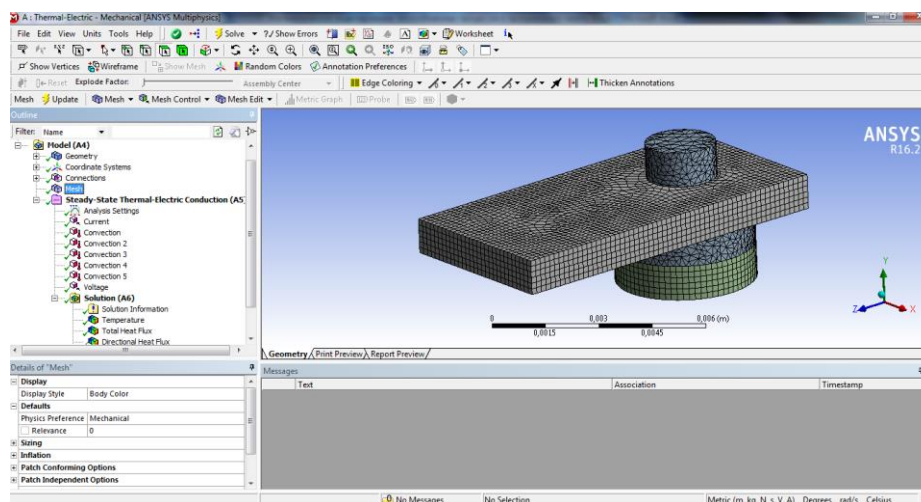 A : Thermal-Electric - Mechanical [ANSYS Multiphysics]
File Edit View Units Tools Help Solve ?/ Show Errors Worksheet
Show Vertices Wireframe Show Mesh Random Colors Annotation Preferences
Reset Explode Factor: Assembly Center Edge Coloring Thicken Annotations
Mesh Update Mesh Mesh Control Mesh Edit Metric Graph Probe
Outline
Filter: Name
Model (A4)
Geometry
Coordinate Systems
Connections
Mesh
Steady-State Thermal-Electric Conduction (A5
Analysis Settings
Current
Convection
Convection 2
Convection 3
Convection 4
Convection 5
Voltage
Solution (A6)
Solution Information
Temperature
Total Heat Flux
Directional Heat Flux
ANSYS
R16.2
Y
Z X
0 0,003 0,006 (m)
0,0015 0,0045
Geometry Print Preview Report Preview
Details of "Mesh"
Display
Display Style Body Color
Defaults
Physics Preference Mechanical
Relevance 0
Sizing
Inflation
Patch Conforming Options
Patch Independent Options
Messages
Text Association Timestamp
0 No Messages No Selection Metric (m, kg, N, s, V, A) Degrees rad/s Celsius